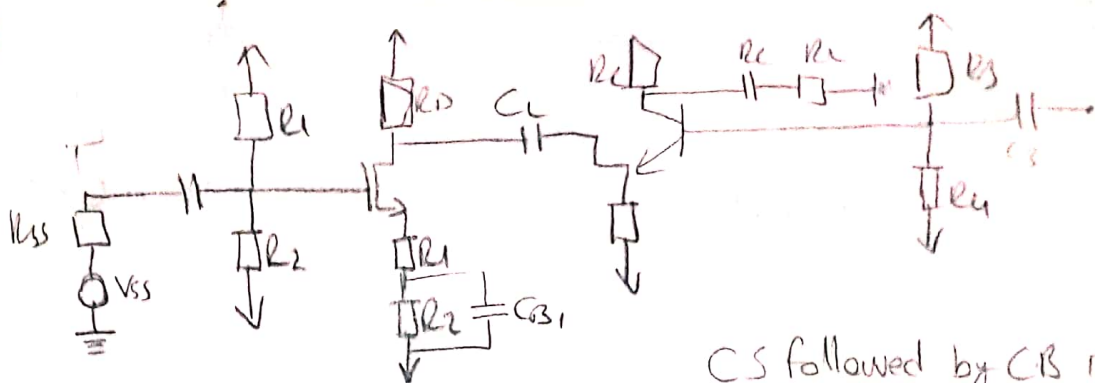 R1
RD
CL
Rc
Rc
RL
R3
Rss
R2
R4
Vss
R1
R2
CB1
CS followed by CB